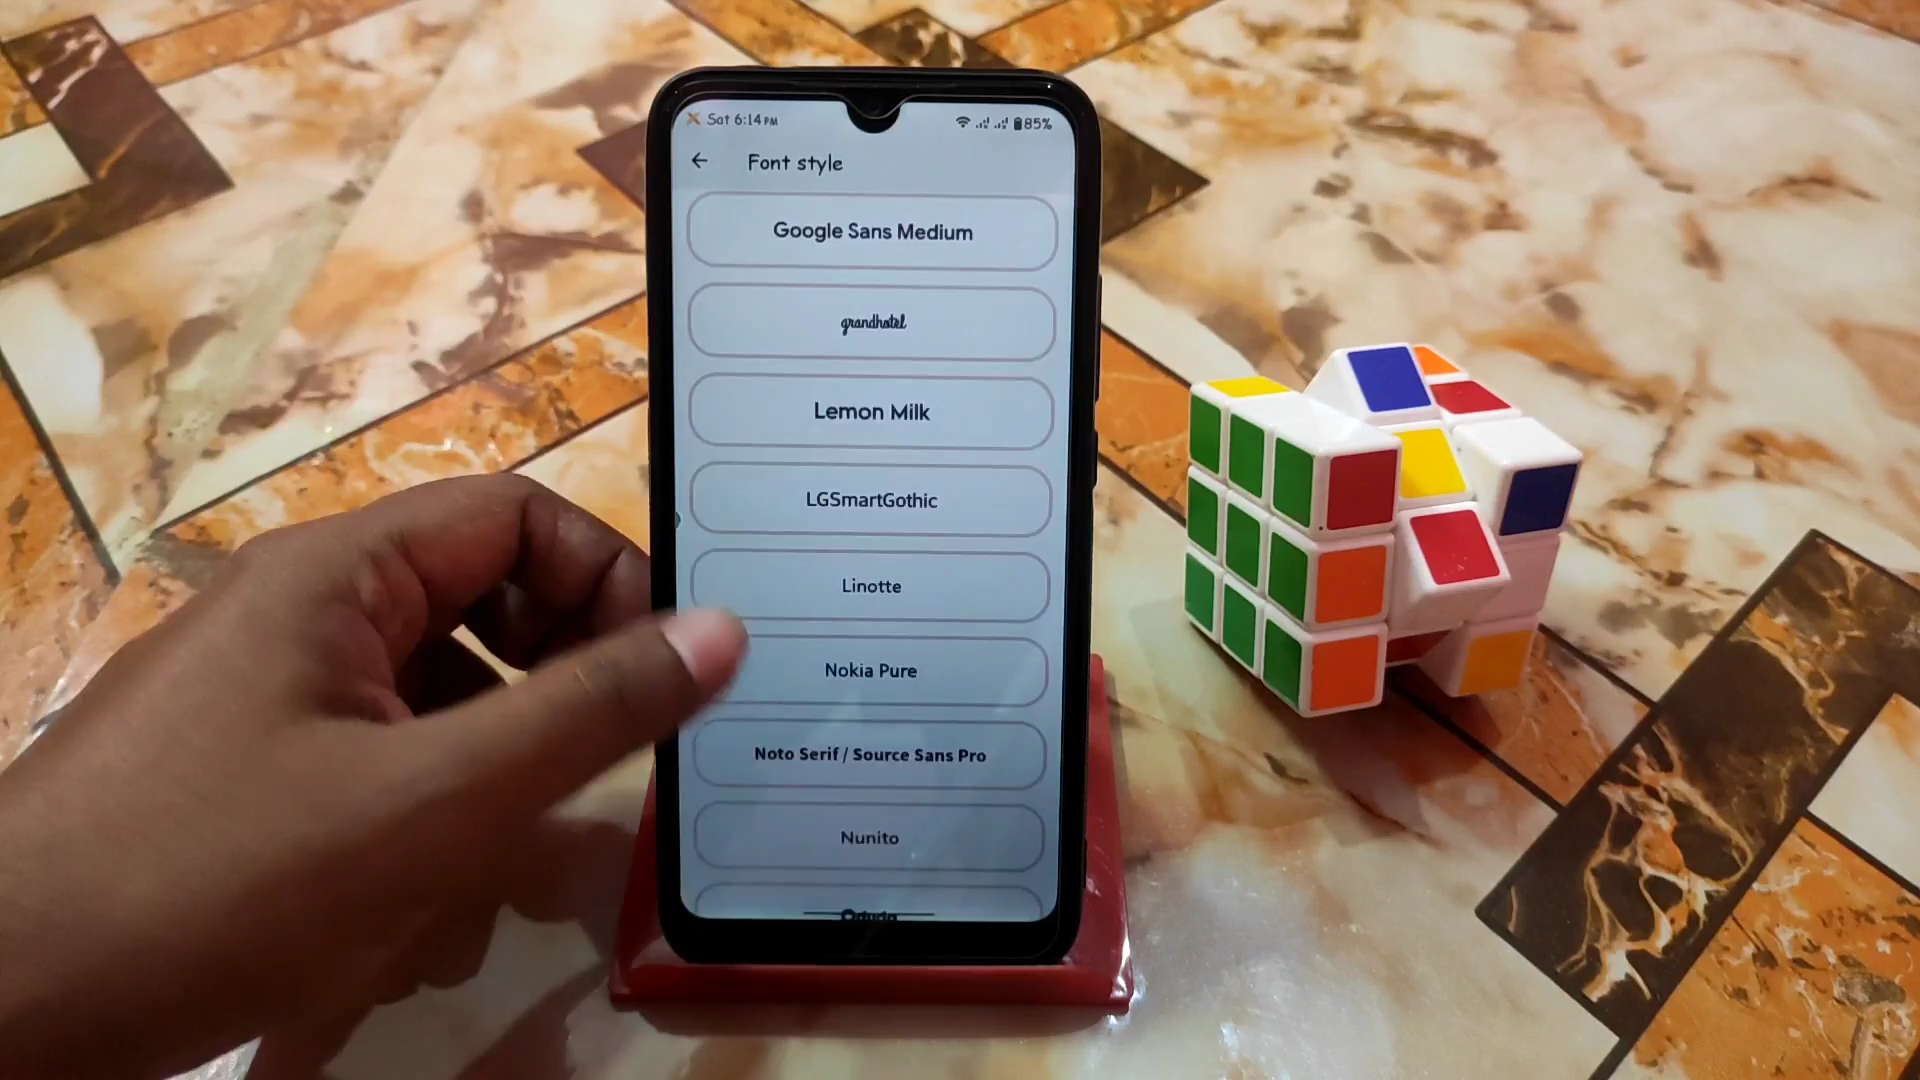 Sat 6:14 PM
85%
Font style
Google Sans Medium
grandhotel
Lemon Milk
LGSmartGothic
Linotte
Nokia Pure
Noto Serif / Source Sans Pro
Nunito